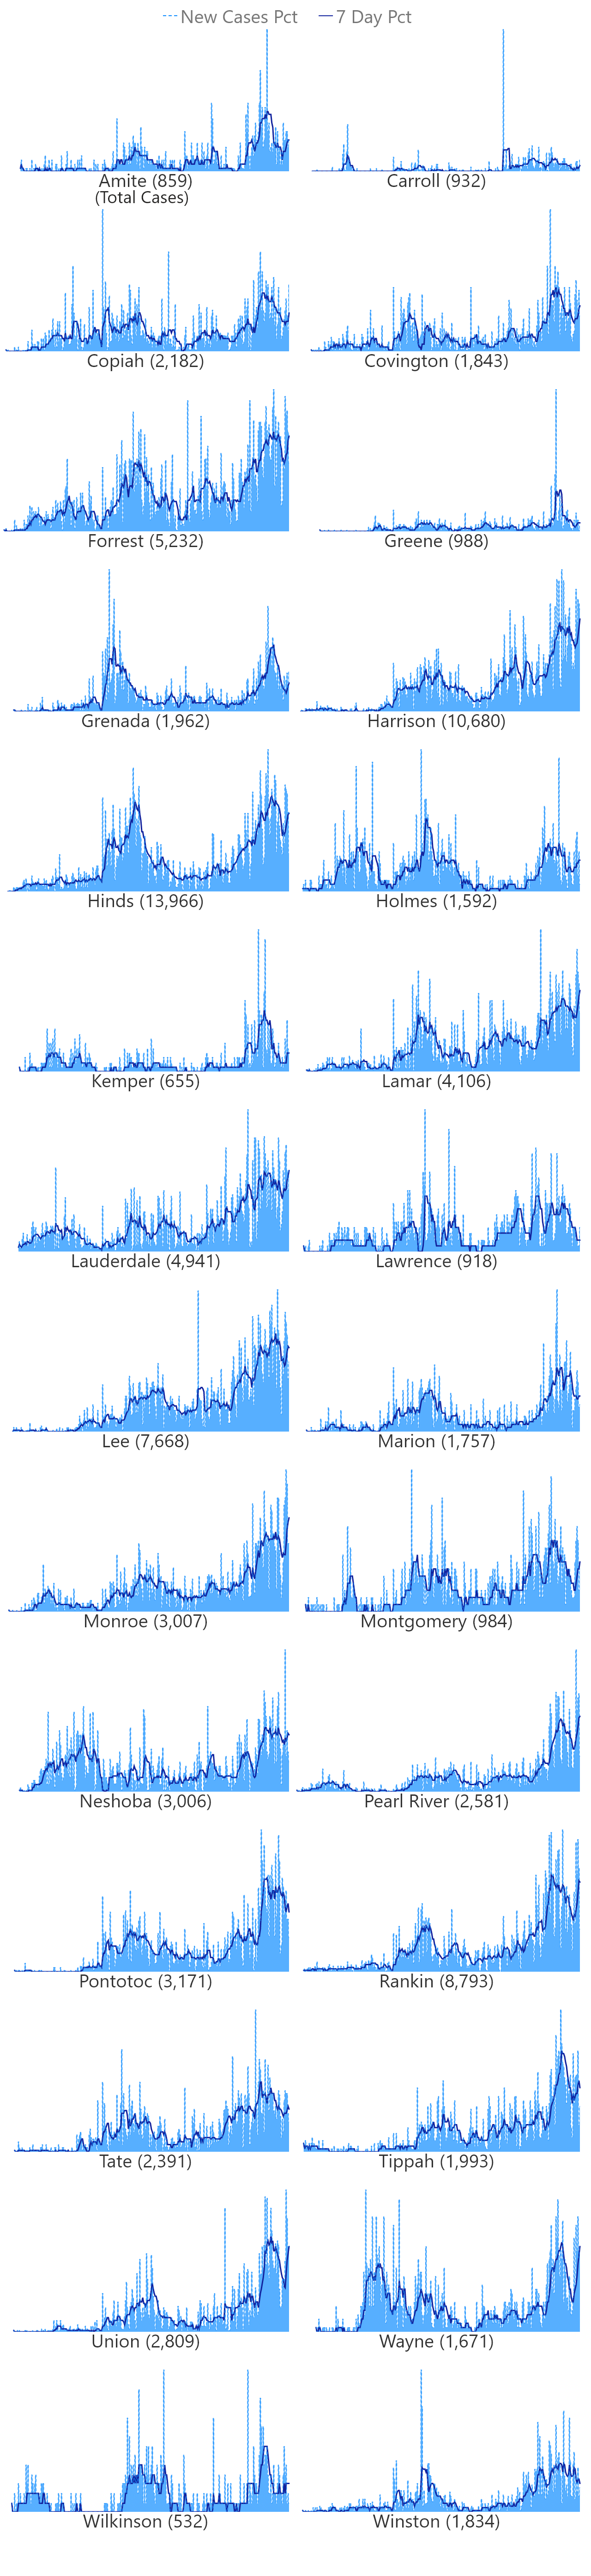 New Cases Pct 7 Day Pct
Amite (859) Carroll (932)
(Total Cases)
Copiah (2,182) Covington (1,843)
Forrest (5,232) Greene (988)
Grenada (1,962) Harrison (10,680)
Hinds (13,966) Holmes (1,592)
Kemper (655) Lamar (4,106)
Lauderdale (4,941) Lawrence (918)
Lee (7,668) Marion (1,757)
Monroe (3,007) Montgomery (984)
Neshoba (3,006) Pearl River (2,581)
Pontotoc (3,171) Rankin (8,793)
Tate (2,391) Tippah (1,993)
Union (2,809) Wayne (1,671)
Wilkinson (532) Winston (1,834)